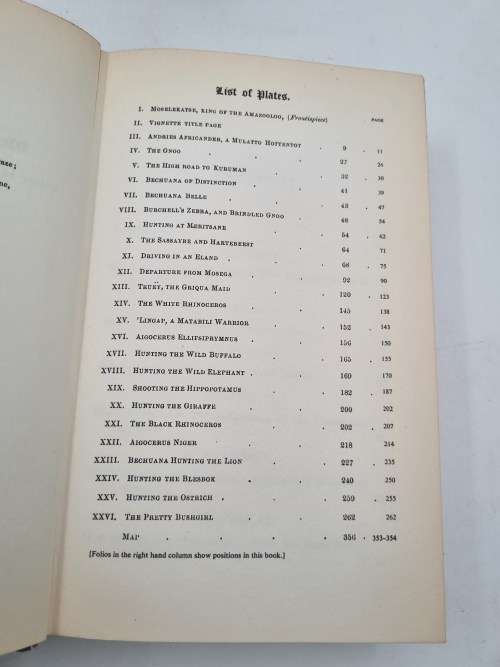 uze;
ne,
List of Plates.
I. Moselekatse, king of the Amazooloo, (Frontispiece) PAGE
II. Vignette title page
III. Andries Africander, a Mulatto Hottentot 9 . 11
IV. The Gnoo . 27 . 26
V. The High road to Kuruman 32 . 30
VI. Bechuana of Distinction . 41 . 39
VII. Bechuana Belle . . 43 . 47
VIII. Burchell's Zebra, and Brindled Gnoo . 48 . 54
IX. Hunting at Meritsane . 54 . 62
X. The Sassaybe and Hartebeest . 64 . 71
XI. Driving in an Eland . . 68 . 75
XII. Departure from Mosega . . 92 . 90
XIII. Truey, the Griqua Maid . . 120 . 123
XIV. The White Rhinoceros . . 145 . 138
XV. 'Lingap, a Matabili Warrior . 152 . 141
XVI. Aigocerus Ellipsiprymnus . . 156 . 150
XVII. Hunting the Wild Buffalo . 165 . 155
XVIII. Hunting the Wild Elephant . . 169 . 170
XIX. Shooting the Hippopotamus . 182 . 187
XX. Hunting the Giraffe . . 200 . 202
XXI. The Black Rhinoceros . . 202 . 207
XXII. Aigocerus Niger . . 218 . 214
XXIII. Bechuana Hunting the Lion . 227 . 235
XXIV. Hunting the Blesbok . . 240 . 250
XXV. Hunting the Ostrich . . . 259 . 255
XXVI. The Pretty Bushgirl . . 262 . 262
Map . . . . 356 . 353-354
[Folios in the right hand column show positions in this book.]